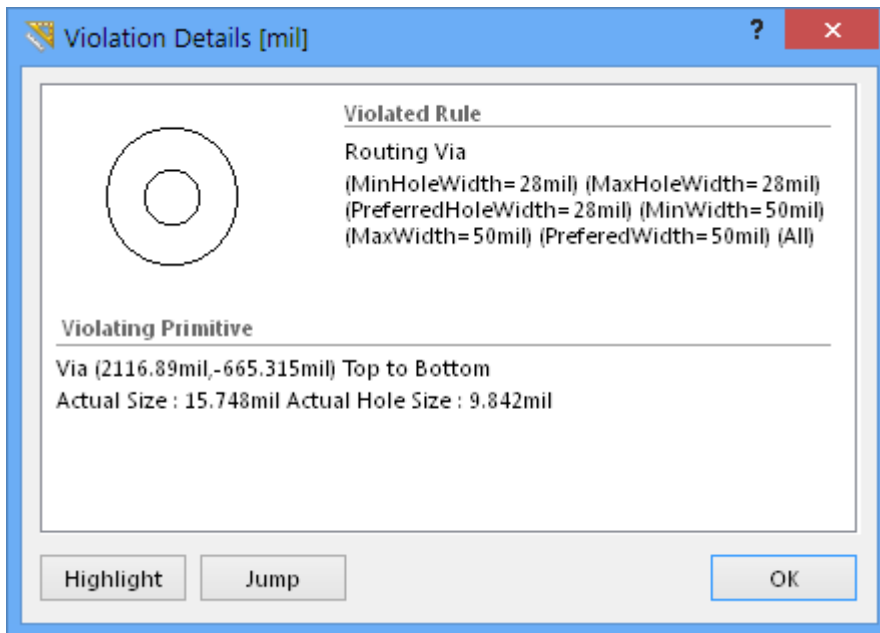 Violation Details [mil]
?
Violated Rule
Routing Via
(MinHoleWidth=28mil) (MaxHoleWidth=28mil)
(PreferredHoleWidth=28mil) (MinWidth=50mil)
(MaxWidth=50mil) (PreferedWidth=50mil) (All)
Violating Primitive
Via (2116.89mil,-665.315mil) Top to Bottom
Actual Size : 15.748mil Actual Hole Size : 9.842mil
Highlight
Jump
OK